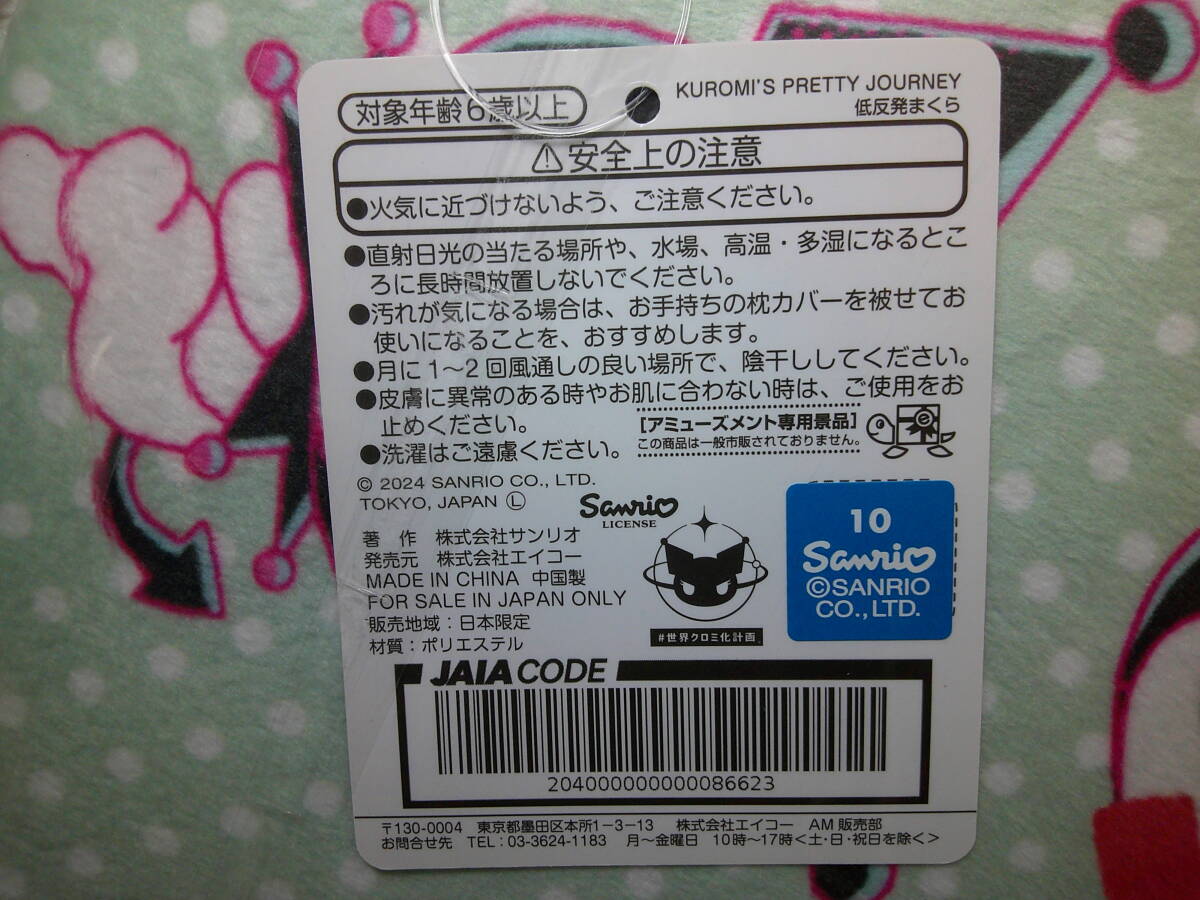 対象年齢6歳以上
KUROMI'S PRETTY JOURNEY
低反発まくら
⚠安全上の注意
●火気に近づけないよう、ご注意ください。
●直射日光の当たる場所や、水場、高温・多湿になるとこ
ろに長時間放置しないでください。
●汚れが気になる場合は、お手持ちの枕カバーを被せてお
使いになることを、おすすめします。
●月に1〜2回風通しの良い場所で、陰干ししてください。
●皮膚に異常のある時やお肌に合わない時は、ご使用をお
止めください。
●洗濯はご遠慮ください。
[アミューズメント専用景品]
この商品は一般市販されておりません。
© 2024 SANRIO CO., LTD.
TOKYO, JAPAN Ⓛ
Sanrio
LICENSE
著 作 株式会社サンリオ
発売元 株式会社エイコー
MADE IN CHINA 中国製
FOR SALE IN JAPAN ONLY
販売地域:日本限定
材質:ポリエステル
#世界クロミ化計画
10
Sanrio
©SANRIO
CO.,LTD.
JAIA CODE
204000000000086623
〒130-0004 東京都墨田区本所1-3-13 株式会社エイコー AM販売部
お問合せ先 TEL:03-3624-1183 月〜金曜日 10時〜17時<土・日・祝日を除く>